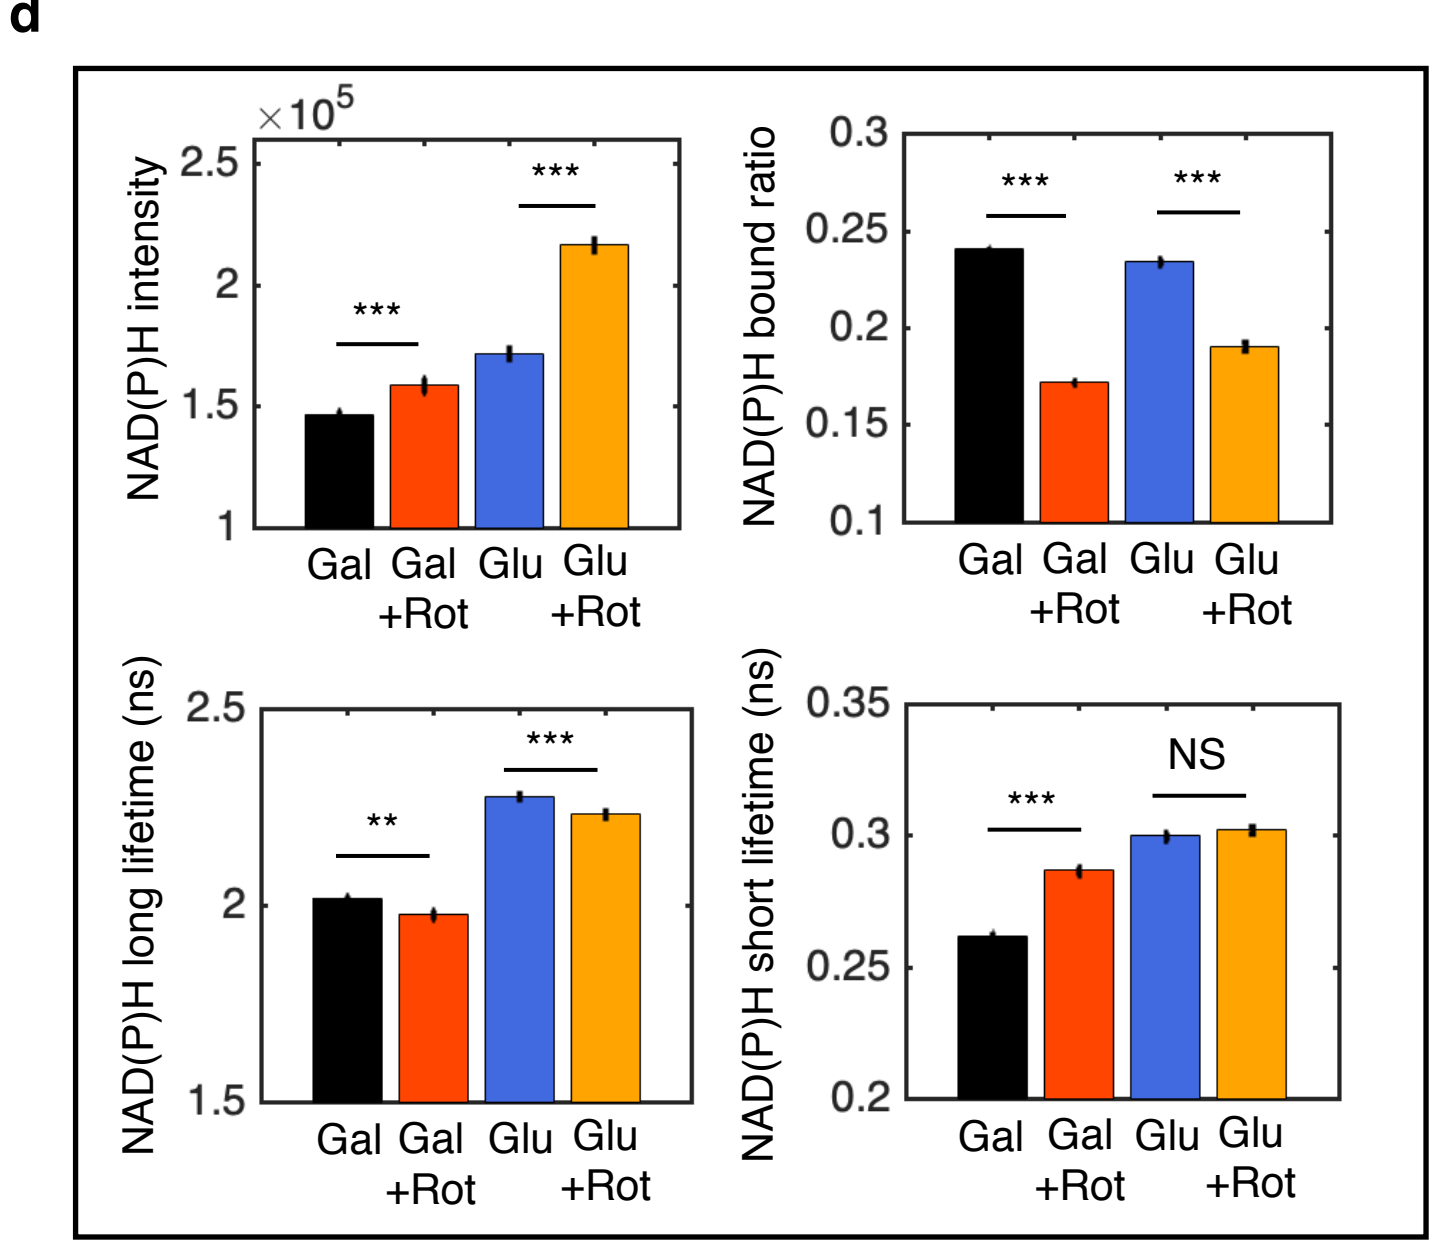 d
×10⁵
NAD(P)H intensity
2.5
2
1.5
1
***
***
Gal Gal Glu Glu
+Rot +Rot
NAD(P)H bound ratio
0.3
0.25
0.2
0.15
0.1
*** ***
Gal Gal Glu Glu
+Rot +Rot
NAD(P)H long lifetime (ns)
2.5
2
1.5
**
***
Gal Gal Glu Glu
+Rot +Rot
NAD(P)H short lifetime (ns)
0.35
0.3
0.25
0.2
***
NS
Gal Gal Glu Glu
+Rot +Rot